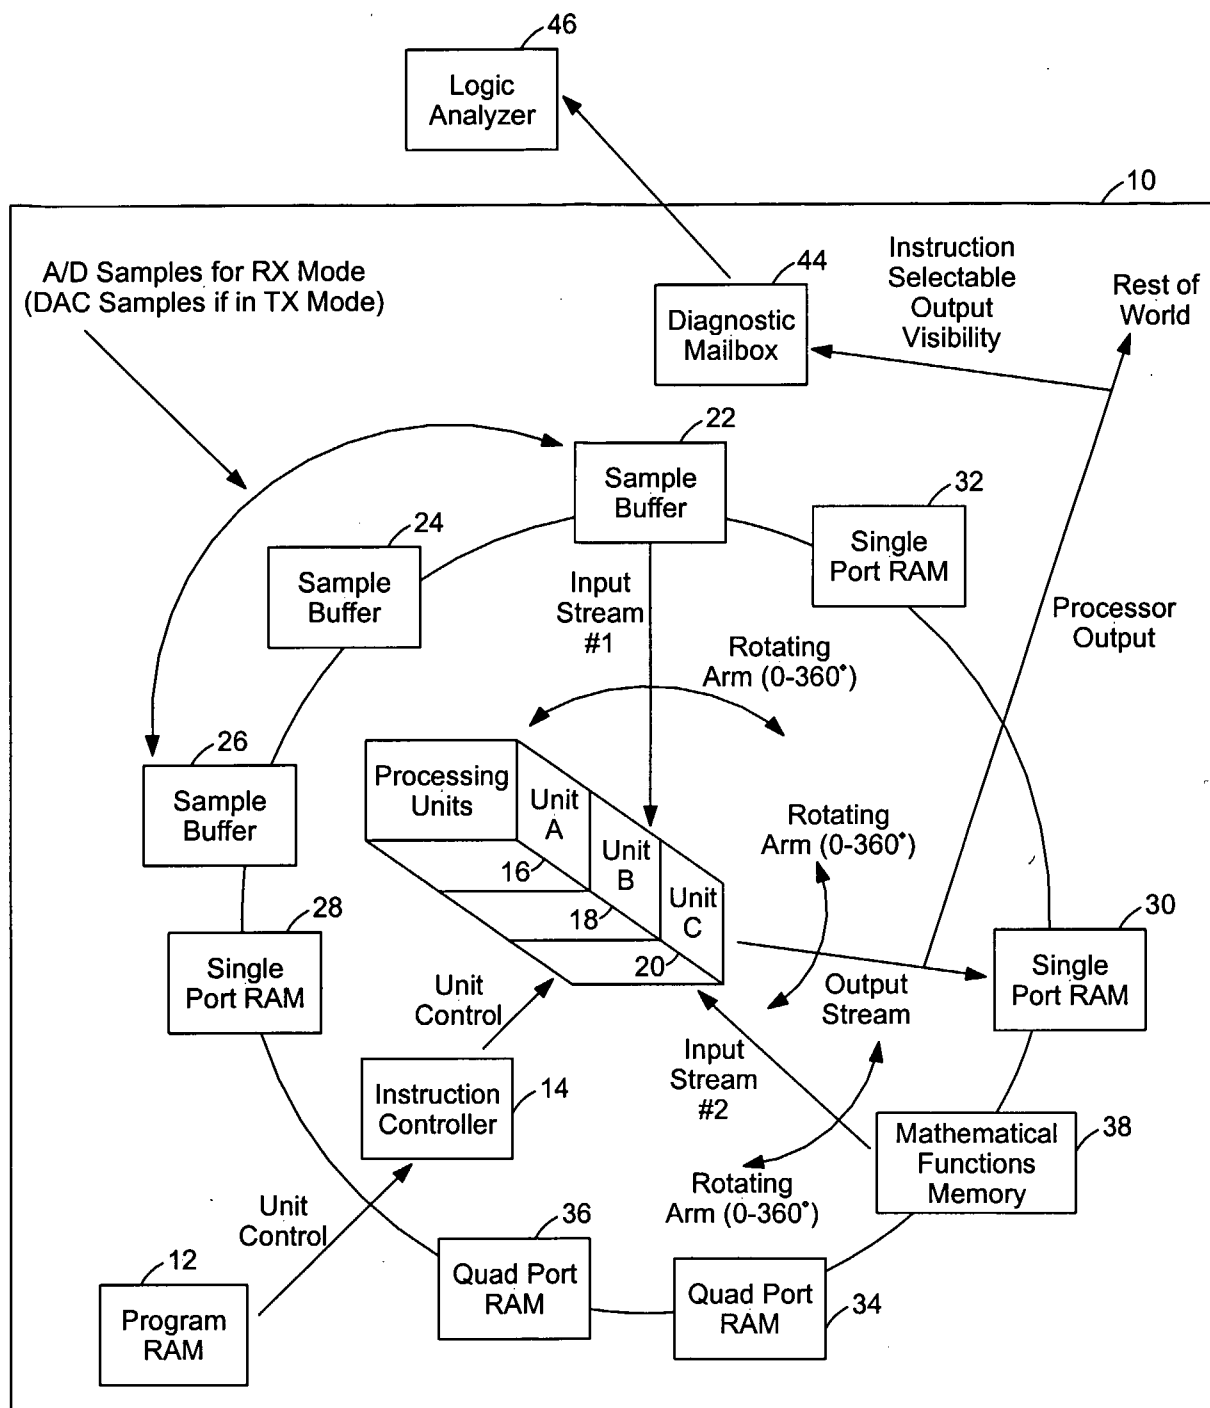 46
Logic
Analyzer
10
A/D Samples for RX Mode
(DAC Samples if in TX Mode)
44
Diagnostic
Mailbox
Instruction
Selectable
Output
Visibility
Rest of
World
22
Sample
Buffer
32
Single
Port RAM
24
Sample
Buffer
Input
Stream
#1
Processor
Output
Rotating
Arm (0-360°)
26
Sample
Buffer
Processing
Units
Unit
A
16
Unit
B
18
Unit
C
20
Rotating
Arm (0-360°)
28
Single
Port RAM
30
Single
Port RAM
Unit
Control
Output
Stream
Input
Stream
#2
Instruction
Controller
14
Mathematical
Functions
Memory
38
Rotating
Arm (0-360°)
Unit
Control
36
Quad Port
RAM
Quad Port
RAM
34
12
Program
RAM